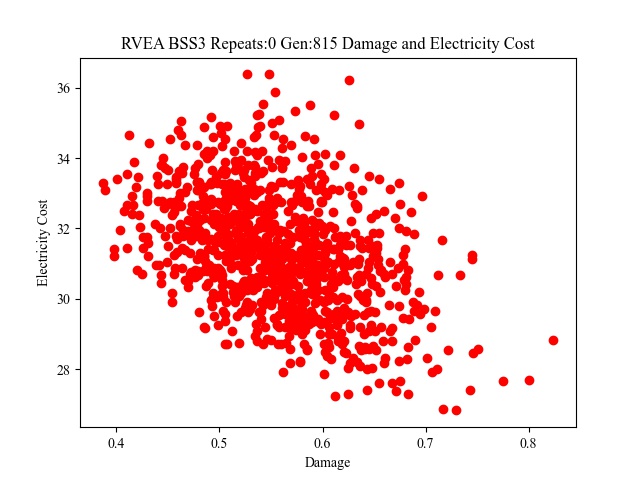 RVEA BSS3 Repeats:0 Gen:815 Damage and Electricity Cost
36
34
32
30
28
Electricity Cost
0.4 0.5 0.6 0.7 0.8
Damage